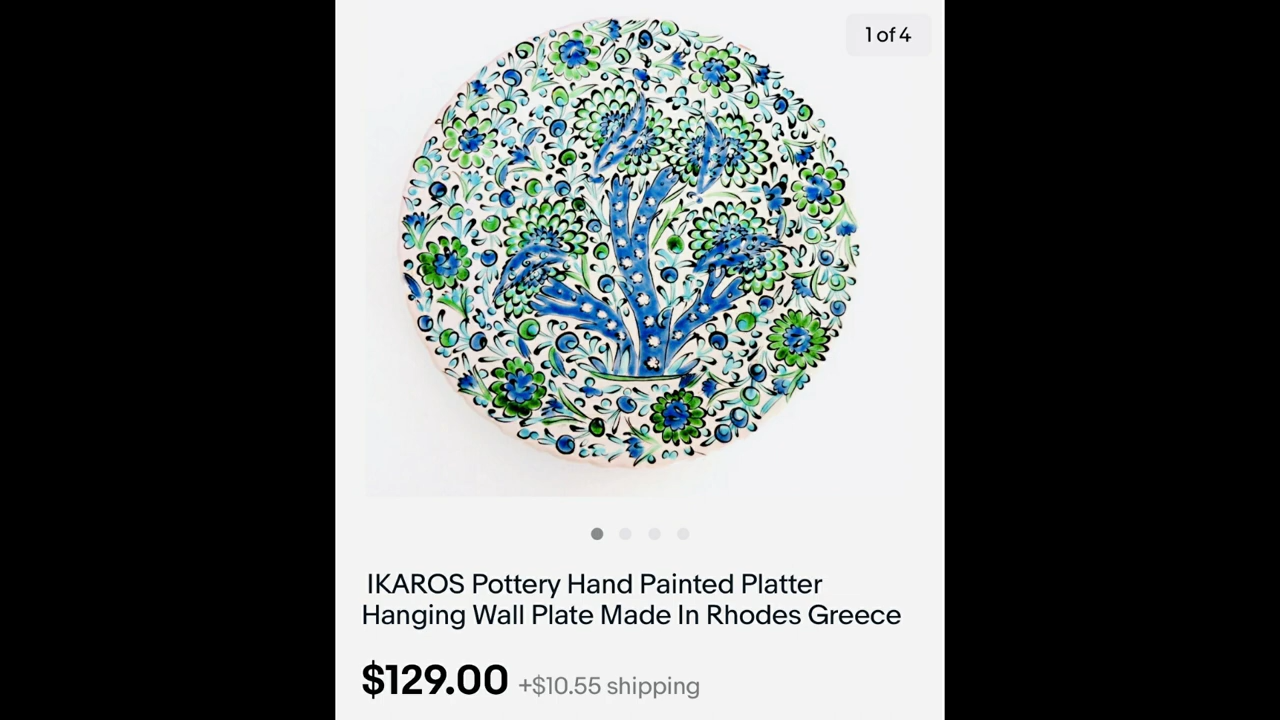 1 of 4
IKAROS Pottery Hand Painted Platter
Hanging Wall Plate Made In Rhodes Greece
$129.00 +$10.55 shipping